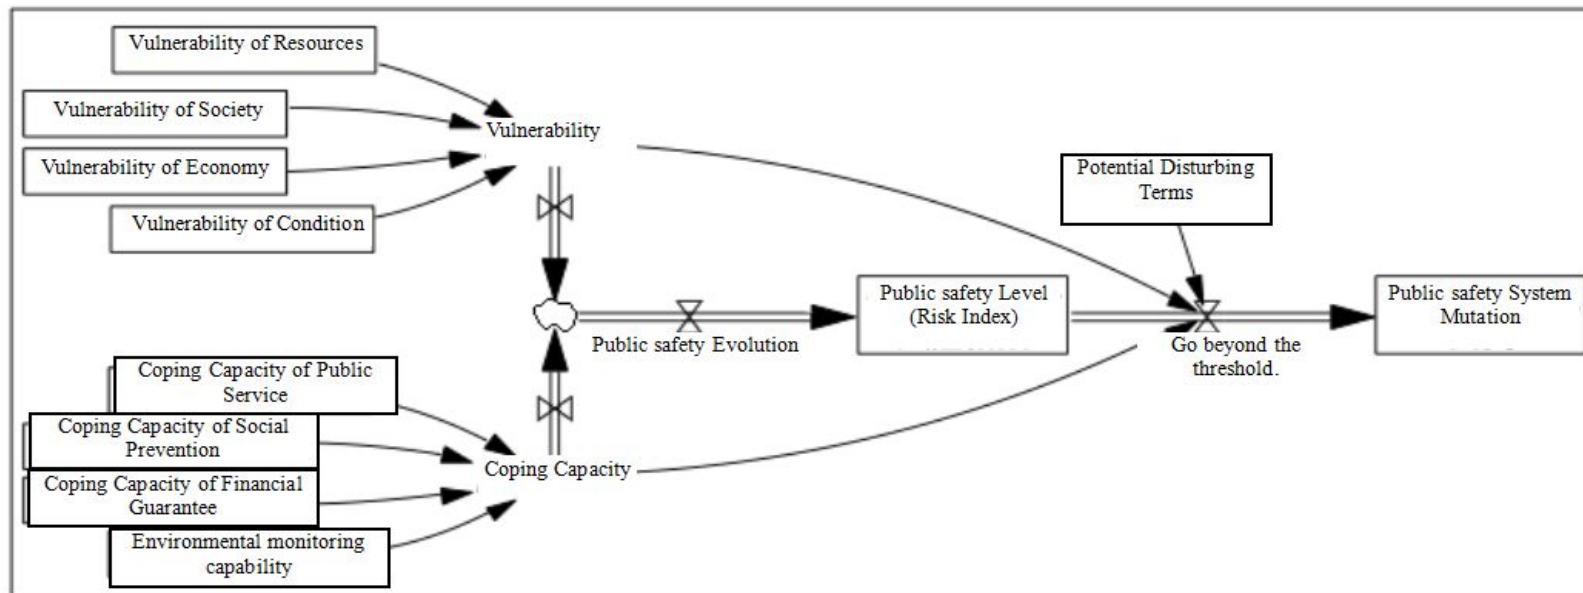 Vulnerability of Resources
Vulnerability of Society
Vulnerability of Economy
Vulnerability of Condition
Vulnerability
Potential Disturbing
Terms
Public safety Level
(Risk Index)
Public safety System
Mutation
Public safety Evolution
Go beyond the
threshold.
Coping Capacity of Public
Service
Coping Capacity of Social
Prevention
Coping Capacity of Financial
Guarantee
Environmental monitoring
capability
Coping Capacity